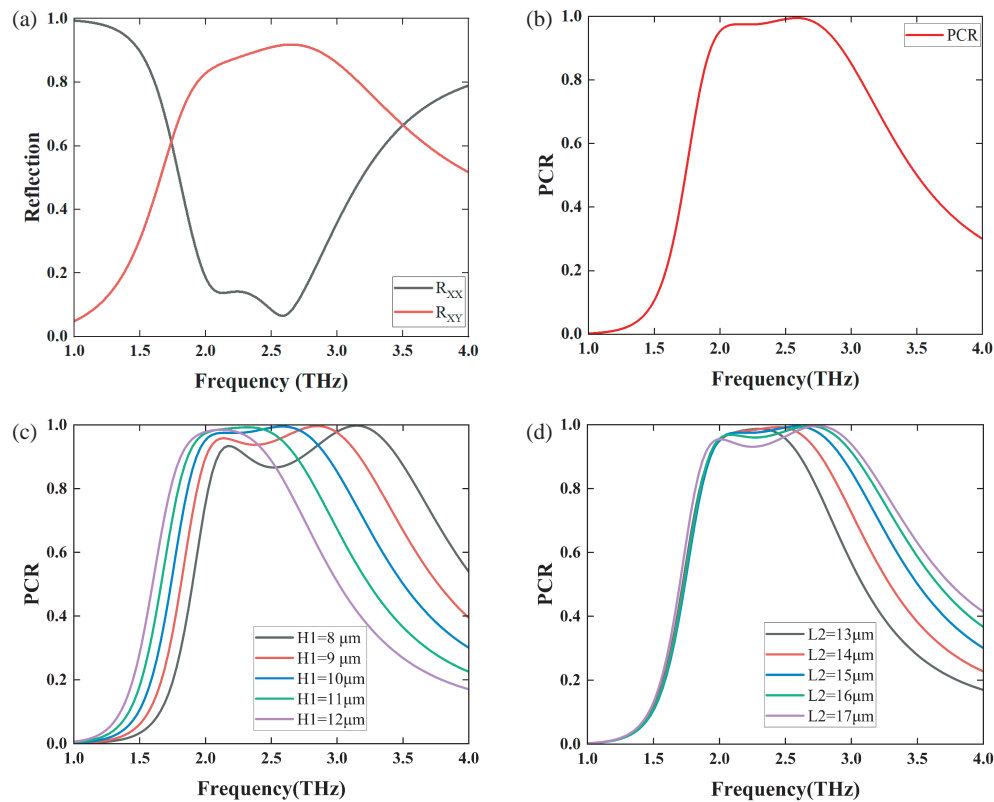 (a)
1.0
0.8
0.6
0.4
0.2
0.0
Reflection
R_XX
R_XY
1.0 1.5 2.0 2.5 3.0 3.5 4.0
Frequency (THz)
(b)
1.0
0.8
0.6
0.4
0.2
0.0
PCR
PCR
1.0 1.5 2.0 2.5 3.0 3.5 4.0
Frequency(THz)
(c)
1.0
0.8
0.6
0.4
0.2
0.0
PCR
H1=8 μm
H1=9 μm
H1=10μm
H1=11μm
H1=12μm
1.0 1.5 2.0 2.5 3.0 3.5 4.0
Frequency(THz)
(d)
1.0
0.8
0.6
0.4
0.2
0.0
PCR
L2=13μm
L2=14μm
L2=15μm
L2=16μm
L2=17μm
1.0 1.5 2.0 2.5 3.0 3.5 4.0
Frequency(THz)